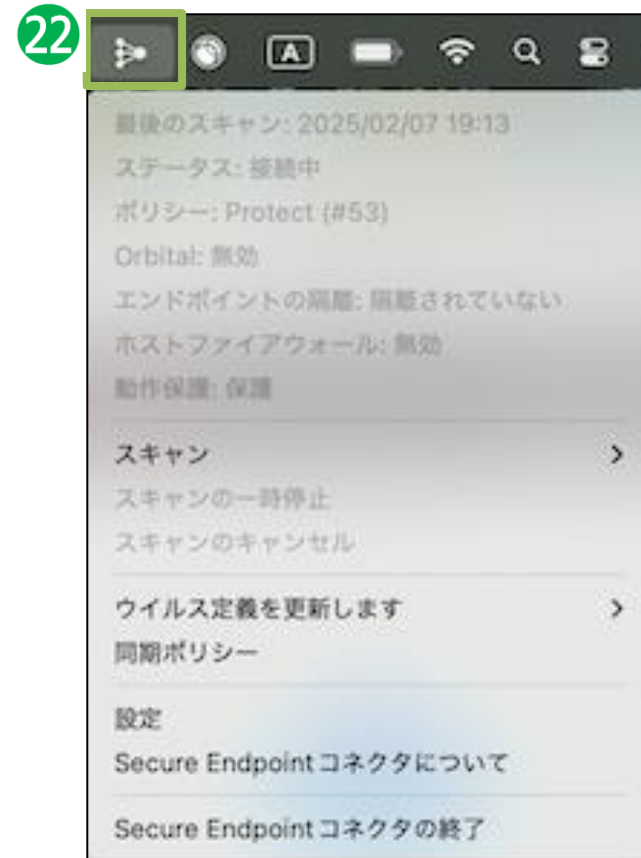 22
A
最後のスキャン: 2025/02/07 19:13
ステータス: 接続中
ポリシー: Protect (#53)
Orbital: 無効
エンドポイントの隔離: 隔離されていない
ホストファイアウォール: 無効
動作保護: 保護
スキャン
スキャンの一時停止
スキャンのキャンセル
ウイルス定義を更新します
同期ポリシー
設定
Secure Endpoint コネクタについて
Secure Endpoint コネクタの終了